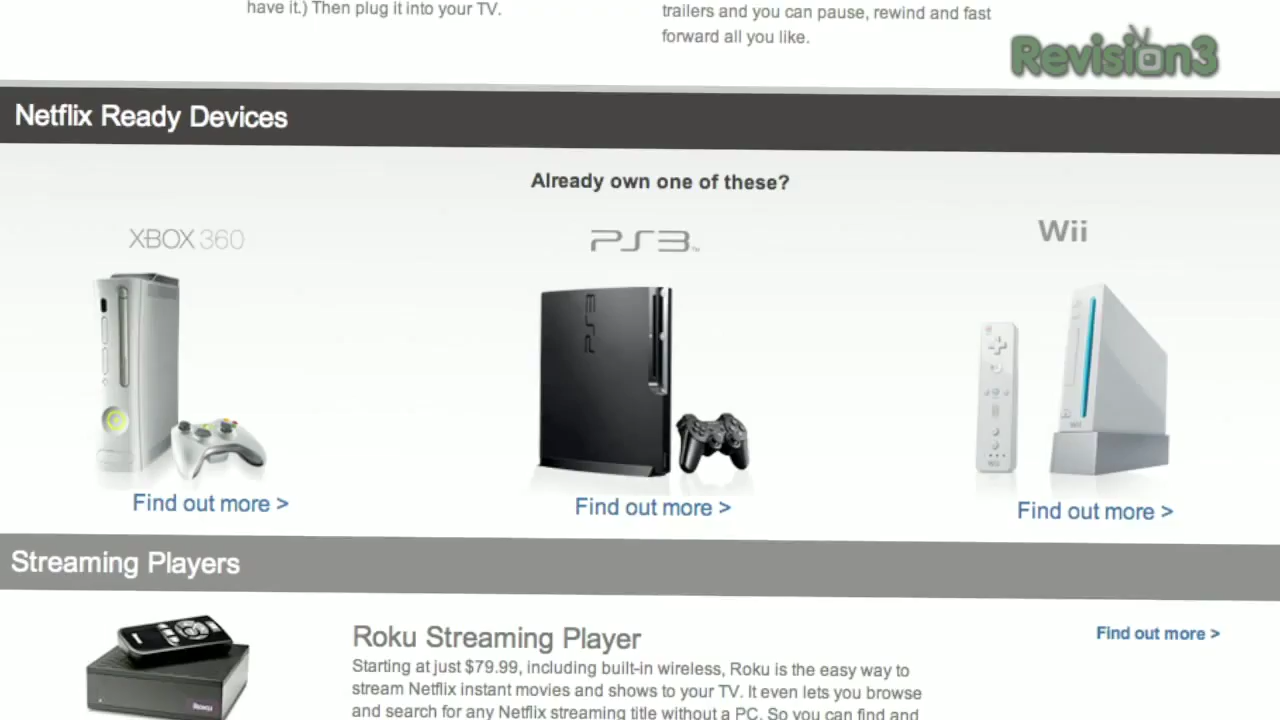 have it.) Then plug it into your TV.
trailers and you can pause, rewind and fast
forward all you like.
Revision3
Netflix Ready Devices
Already own one of these?
XBOX 360
PS3
Wii
PS3
Wii
Wii
Find out more >
Find out more >
Find out more >
Streaming Players
Roku Streaming Player
Find out more >
Starting at just $79.99, including built-in wireless, Roku is the easy way to
stream Netflix instant movies and shows to your TV. It even lets you browse
and search for any Netflix streaming title without a PC. So you can find and
Roku